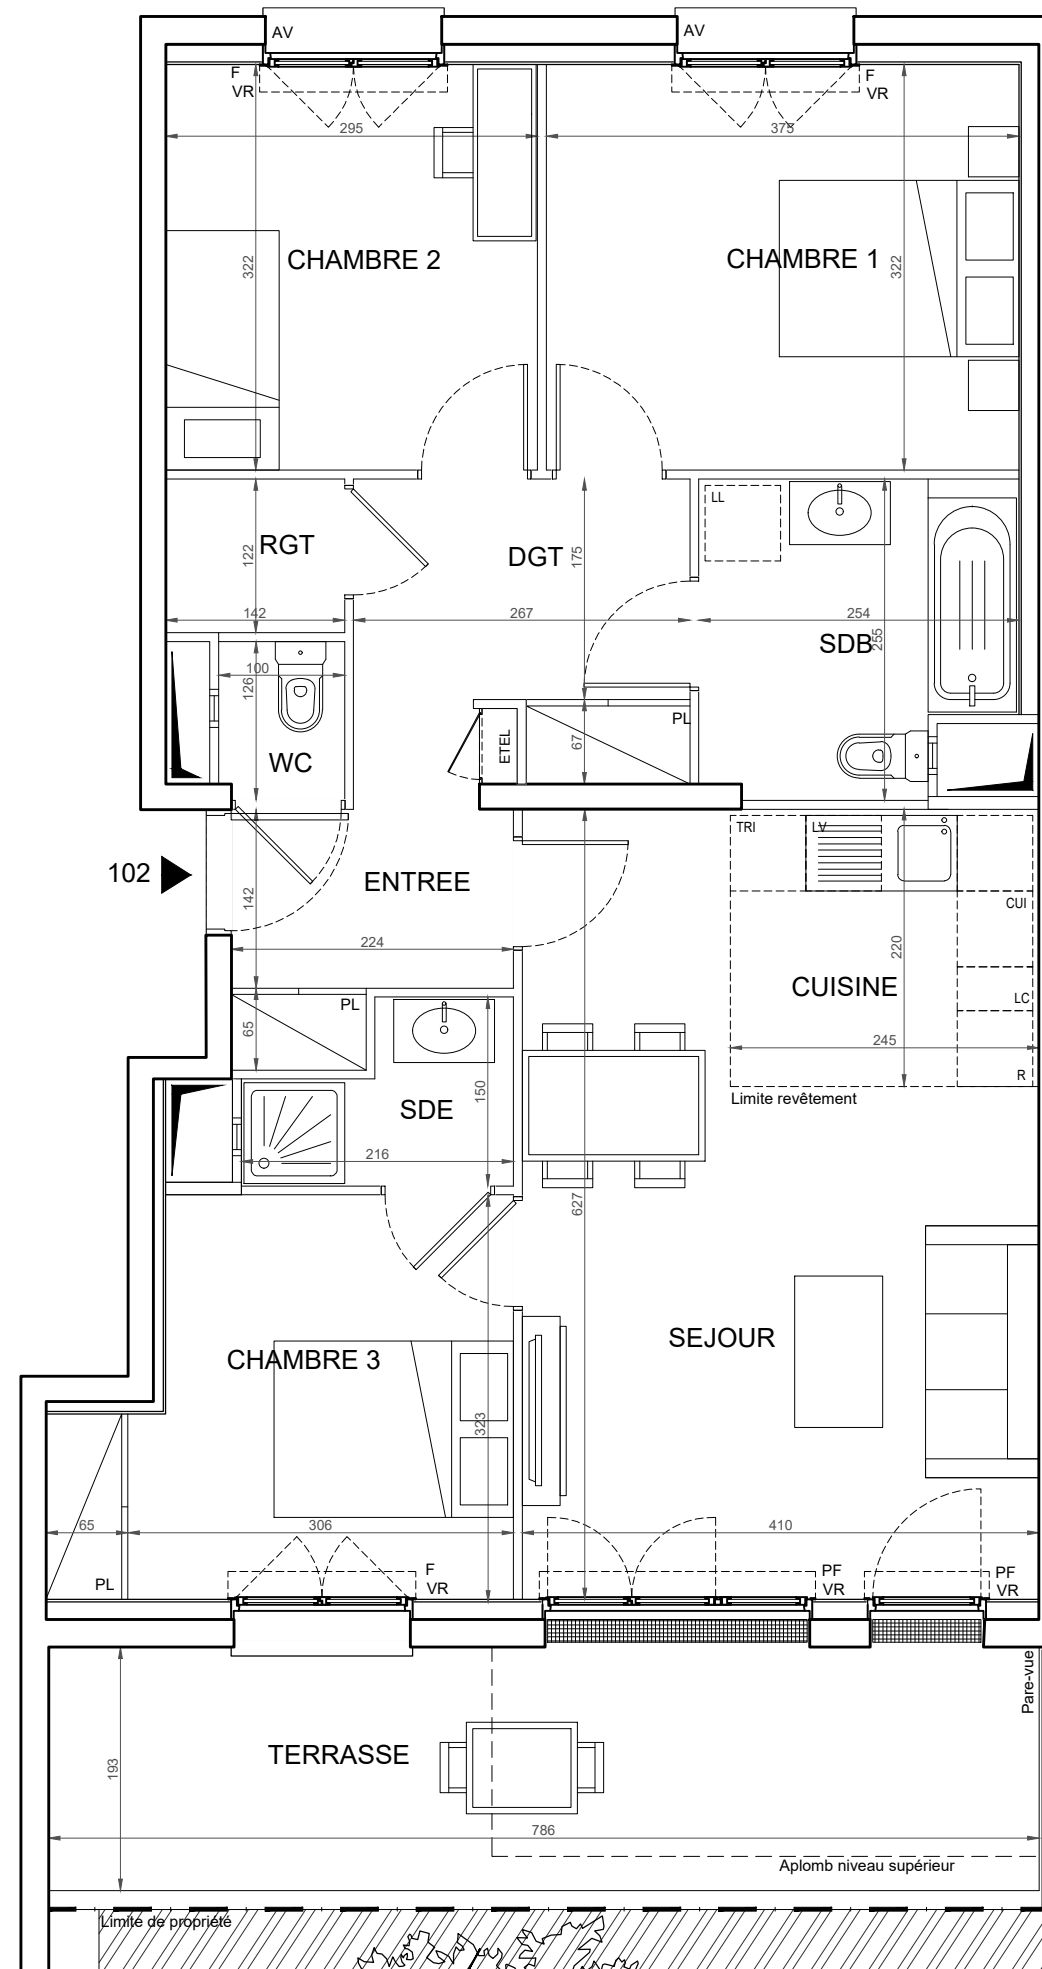 AV
AV
F
VR
F
VR
295
375
CHAMBRE 2
CHAMBRE 1
322
322
LL
RGT
DGT
122
175
142
267
254
SDB
255
100
126
PL
ETEL
67
WC
TRI
LV
102
ENTREE
142
CUI
224
220
CUISINE
PL
LC
65
245
R
Limite revêtement
150
SDE
216
627
SEJOUR
CHAMBRE 3
323
65
306
410
F
VR
PF
VR
PF
VR
PL
Pare-vue
TERRASSE
193
786
Aplomb niveau supérieur
Limite de propriété